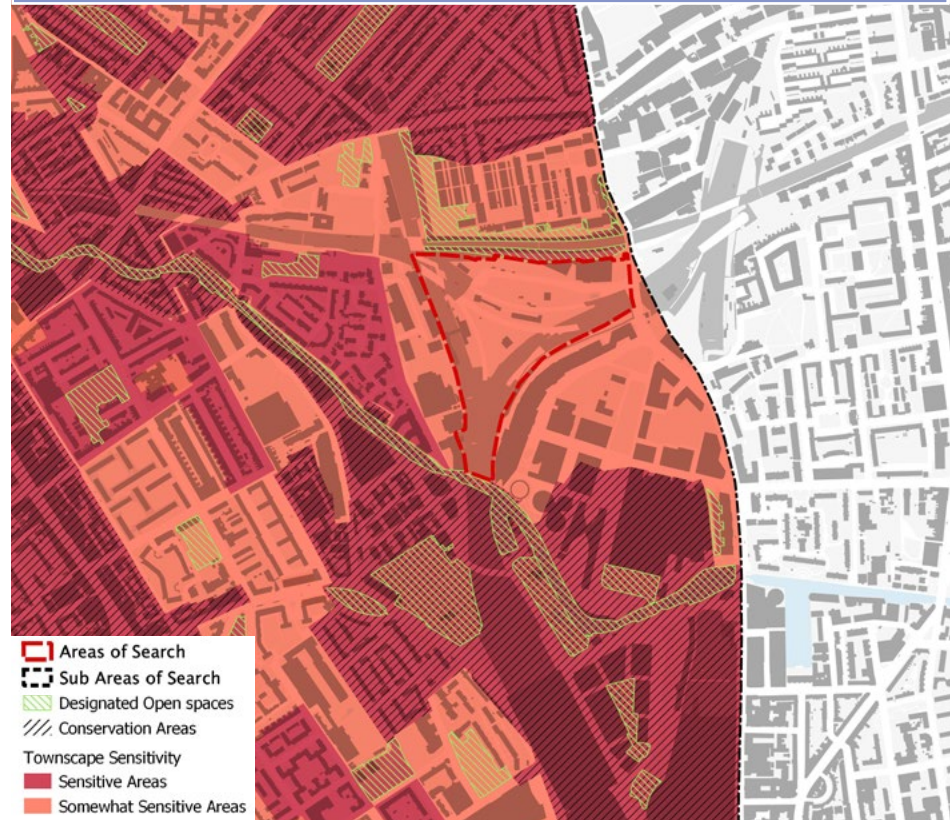 Areas of Search
Sub Areas of Search
Designated Open spaces
Conservation Areas
Townscape Sensitivity
Sensitive Areas
Somewhat Sensitive Areas